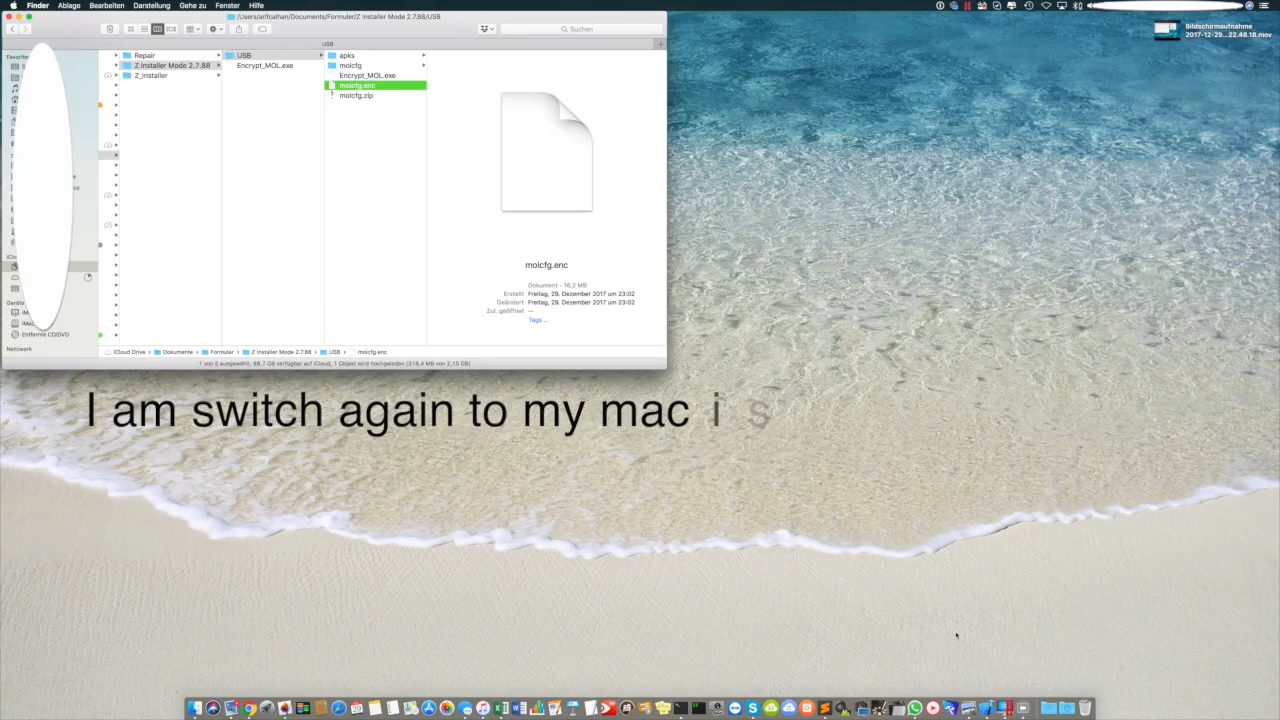 Finder Ablage Bearbeiten Darstellung Gehe zu Fenster Hilfe
/Users/arifcalhan/Documents/Formuler/Z Installer Mode 2.7.88/USB
Suchen
USB
Favoriten
Repair
Z Installer Mode 2.7.88
Z_Installer
USB
Encrypt_MOL.exe
apks
molcfg
Encrypt_MOL.exe
molcfg.enc
molcfg.zip
molcfg.enc
Dokument - 16,2 MB
Erstellt Freitag, 29. Dezember 2017 um 23:02
Geändert Freitag, 29. Dezember 2017 um 23:02
Zul. geöffnet --
Tags ...
Geräte
Entfernte CD/DVD
Netzwerk
iCloud Drive Dokumente Formuler Z Installer Mode 2.7.88 USB molcfg.enc
1 von 5 ausgewählt, 88,7 GB verfügbar auf iCloud, 1 Objekt wird hochgeladen (318,4 MB von 2,15 GB)
Bildschirmaufnahme
2017-12-29...22.48.18.mov
I am switch again to my mac i s